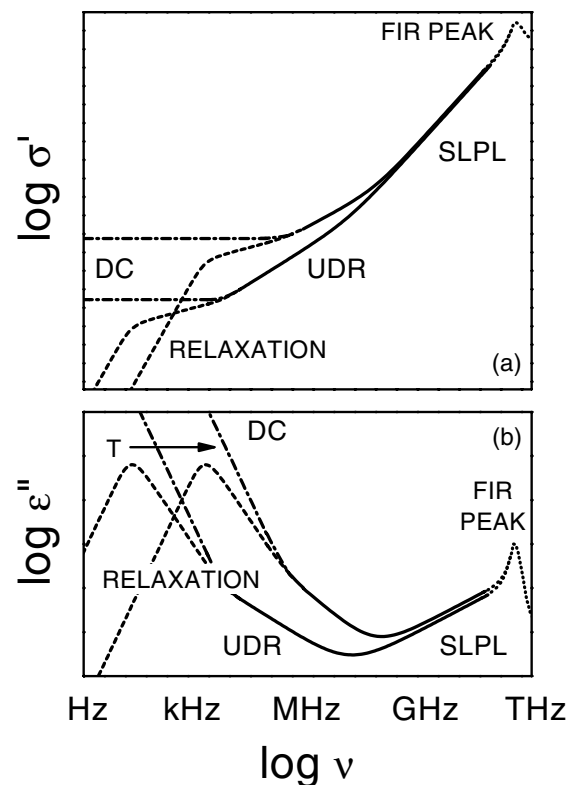 FIR PEAK
log σ'
SLPL
DC
UDR
RELAXATION
(a)
DC
(b)
T
FIR
PEAK
log ε"
RELAXATION
UDR
SLPL
Hz kHz MHz GHz THz
log ν